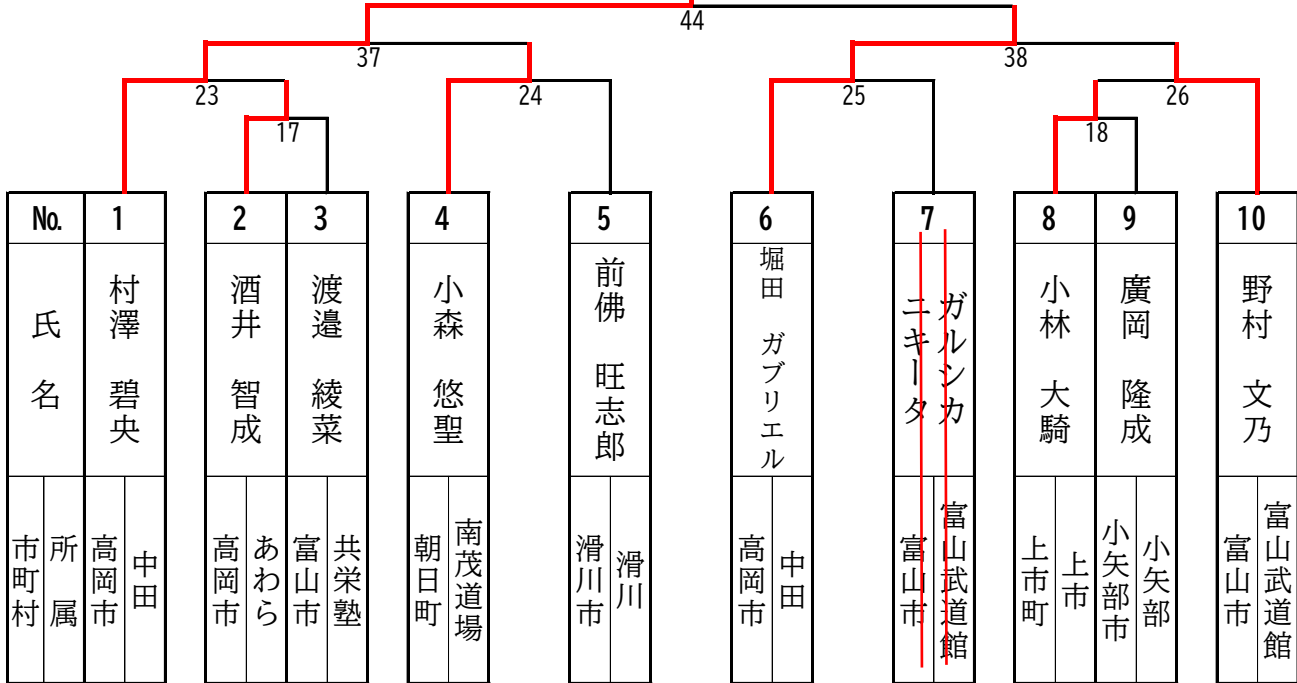 44
37
38
23
24
25
26
17
18
No.
1
2
3
4
5
6
7
8
9
10
氏 名
村澤 碧央
酒井 智成
渡邉 綾菜
小森 悠聖
前佛 旺志郎
堀田 ガブリエル
ガルシカ
ニキータ
小林 大騎
廣岡 隆成
野村 文乃
所属
市町村
中田
高岡市
あわら
高岡市
共栄塾
富山市
南茂道場
朝日町
滑川
滑川市
中田
高岡市
富山武道館
富山市
上市
上市町
小矢部
小矢部市
富山武道館
富山市